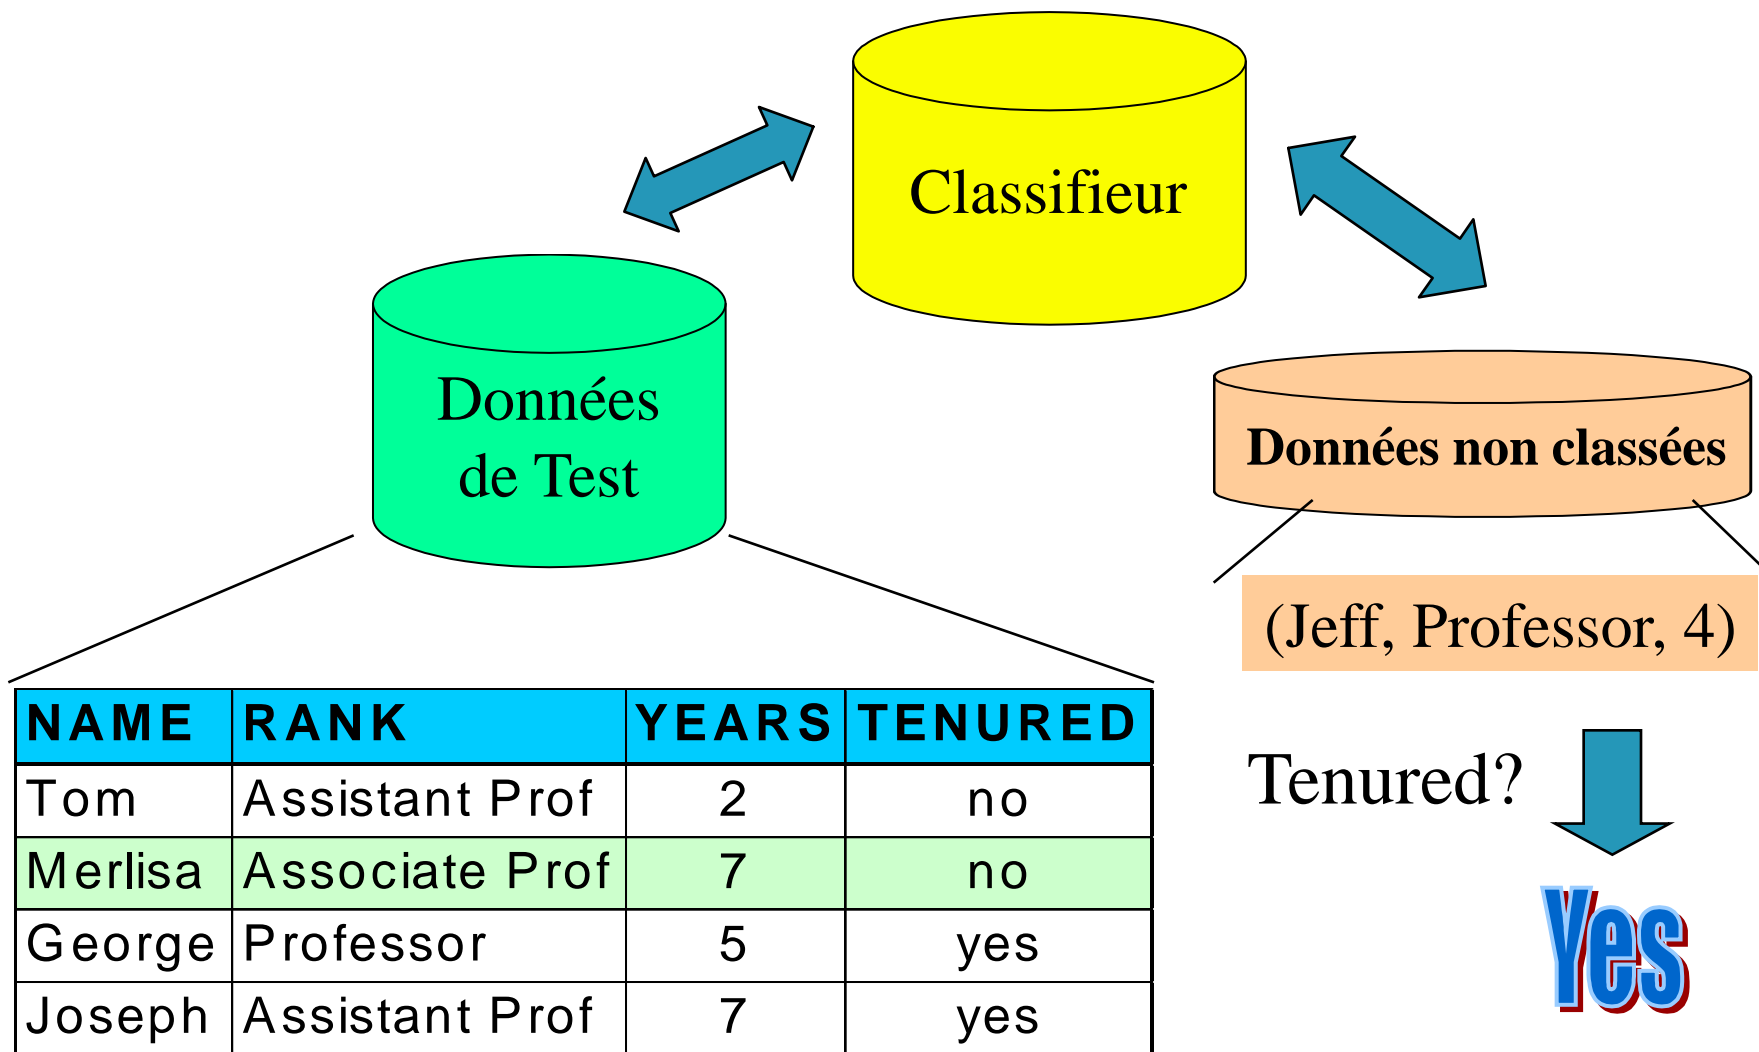 Classifieur
Données
de Test
Données non classées
(Jeff, Professor, 4)
NAME RANK YEARS TENURED
Tom Assistant Prof 2 no
Merlisa Associate Prof 7 no
George Professor 5 yes
Joseph Assistant Prof 7 yes
Tenured?
Yes